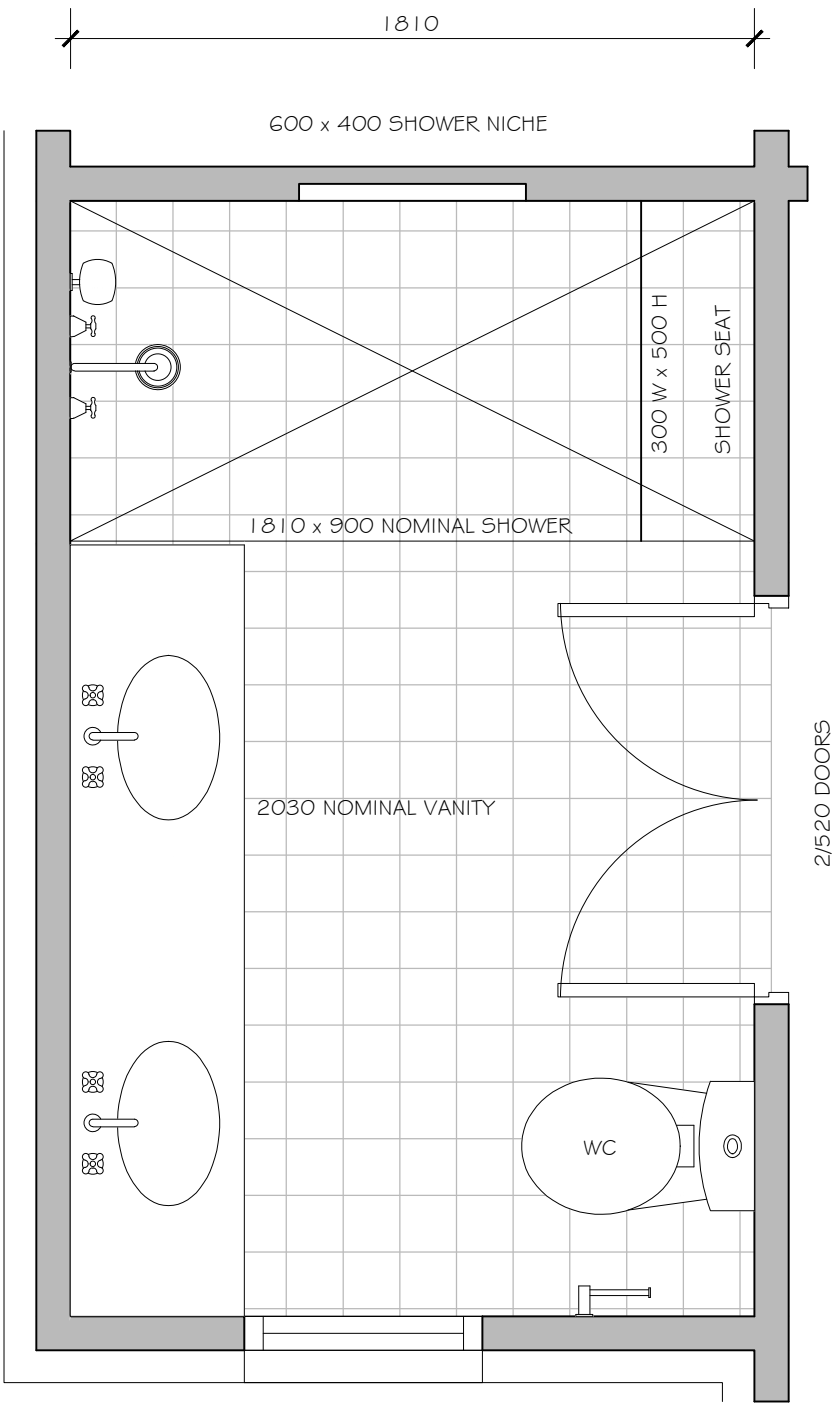 1810
600 x 400 SHOWER NICHE
300 W x 500 H
SHOWER SEAT
1810 x 900 NOMINAL SHOWER
2/520 DOORS
2030 NOMINAL VANITY
WC